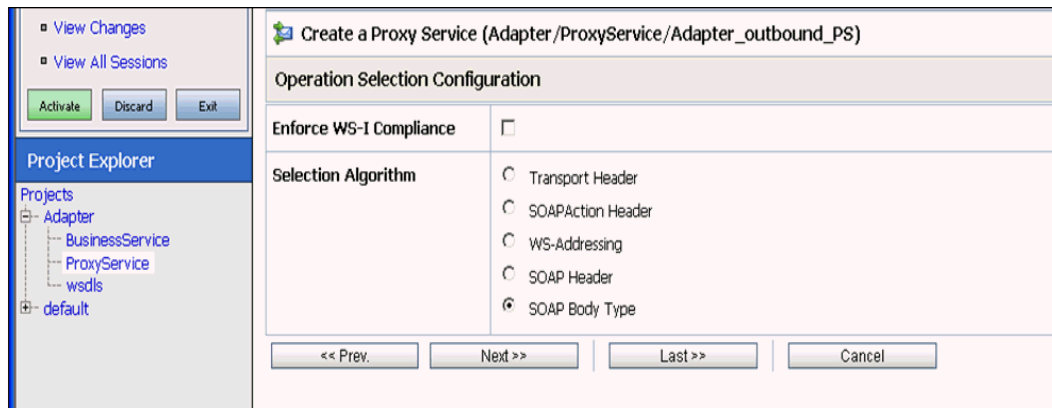 View Changes
View All Sessions
Activate Discard Exit
Project Explorer
Projects
Adapter
BusinessService
ProxyService
wsdls
default
Create a Proxy Service (Adapter/ProxyService/Adapter_outbound_PS)
Operation Selection Configuration
Enforce WS-I Compliance
Selection Algorithm
Transport Header
SOAPAction Header
WS-Addressing
SOAP Header
SOAP Body Type
<< Prev. Next >> Last >> Cancel